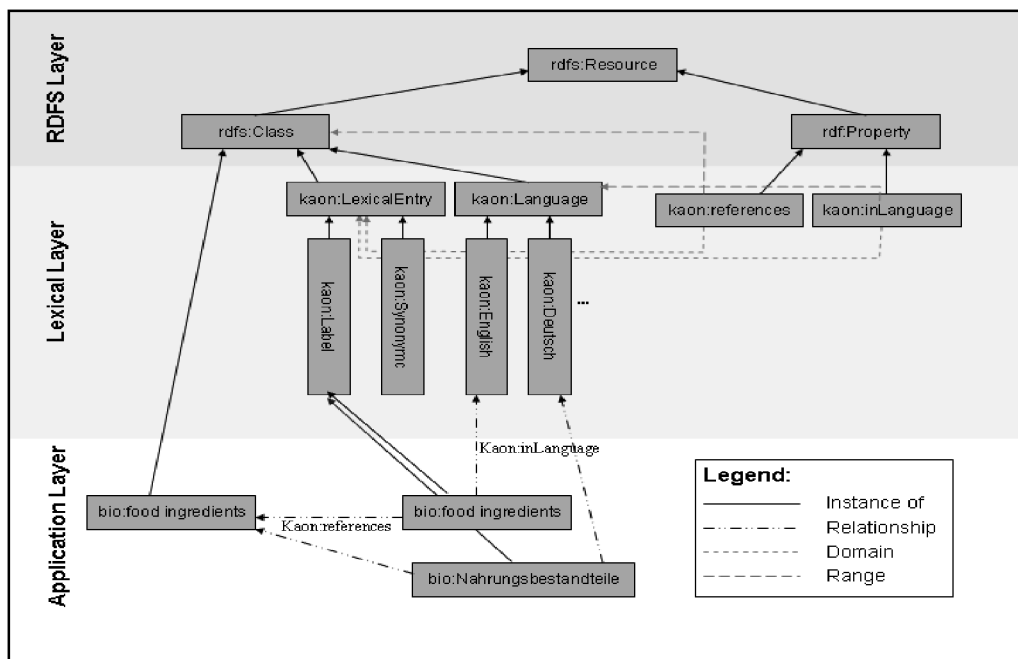 RDFS Layer
rdfs:Resource
rdfs:Class
rdf:Property
Lexical Layer
kaon:LexicalEntry
kaon:Language
kaon:references
kaon:inLanguage
kaon:Label
kaon:Synonymc
kaon:English
kaon:Deutsch
...
Kaon:inLanguage
Application Layer
bio:food ingredients
Kaon:references
bio:food ingredients
bio:Nahrungsbestandteile
Legend:
Instance of
Relationship
Domain
Range